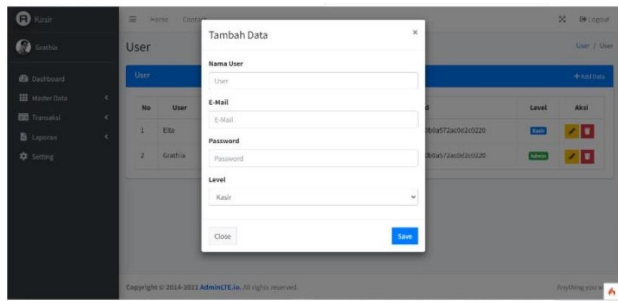 Kasir
Home Contact
Logout
Grathia
User
User / User
Dashboard
Master Data
Transaksi
Laporan
Setting
User
+ Add Data
No User Level Aksi
1 Elta Kasir
2 Grathia Admin
Tambah Data ×
Nama User
User
E-Mail
E-Mail
Password
Password
Level
Kasir
Close Save
Copyright © 2014-2021 AdminLTE.io. All rights reserved.
Anything you